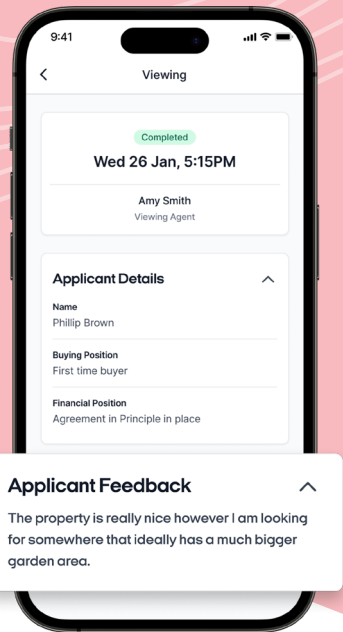 9:41
Viewing
Completed
Wed 26 Jan, 5:15PM
Amy Smith
Viewing Agent
Applicant Details
Name
Phillip Brown
Buying Position
First time buyer
Financial Position
Agreement in Principle in place
Applicant Feedback
The property is really nice however I am looking
for somewhere that ideally has a much bigger
garden area.